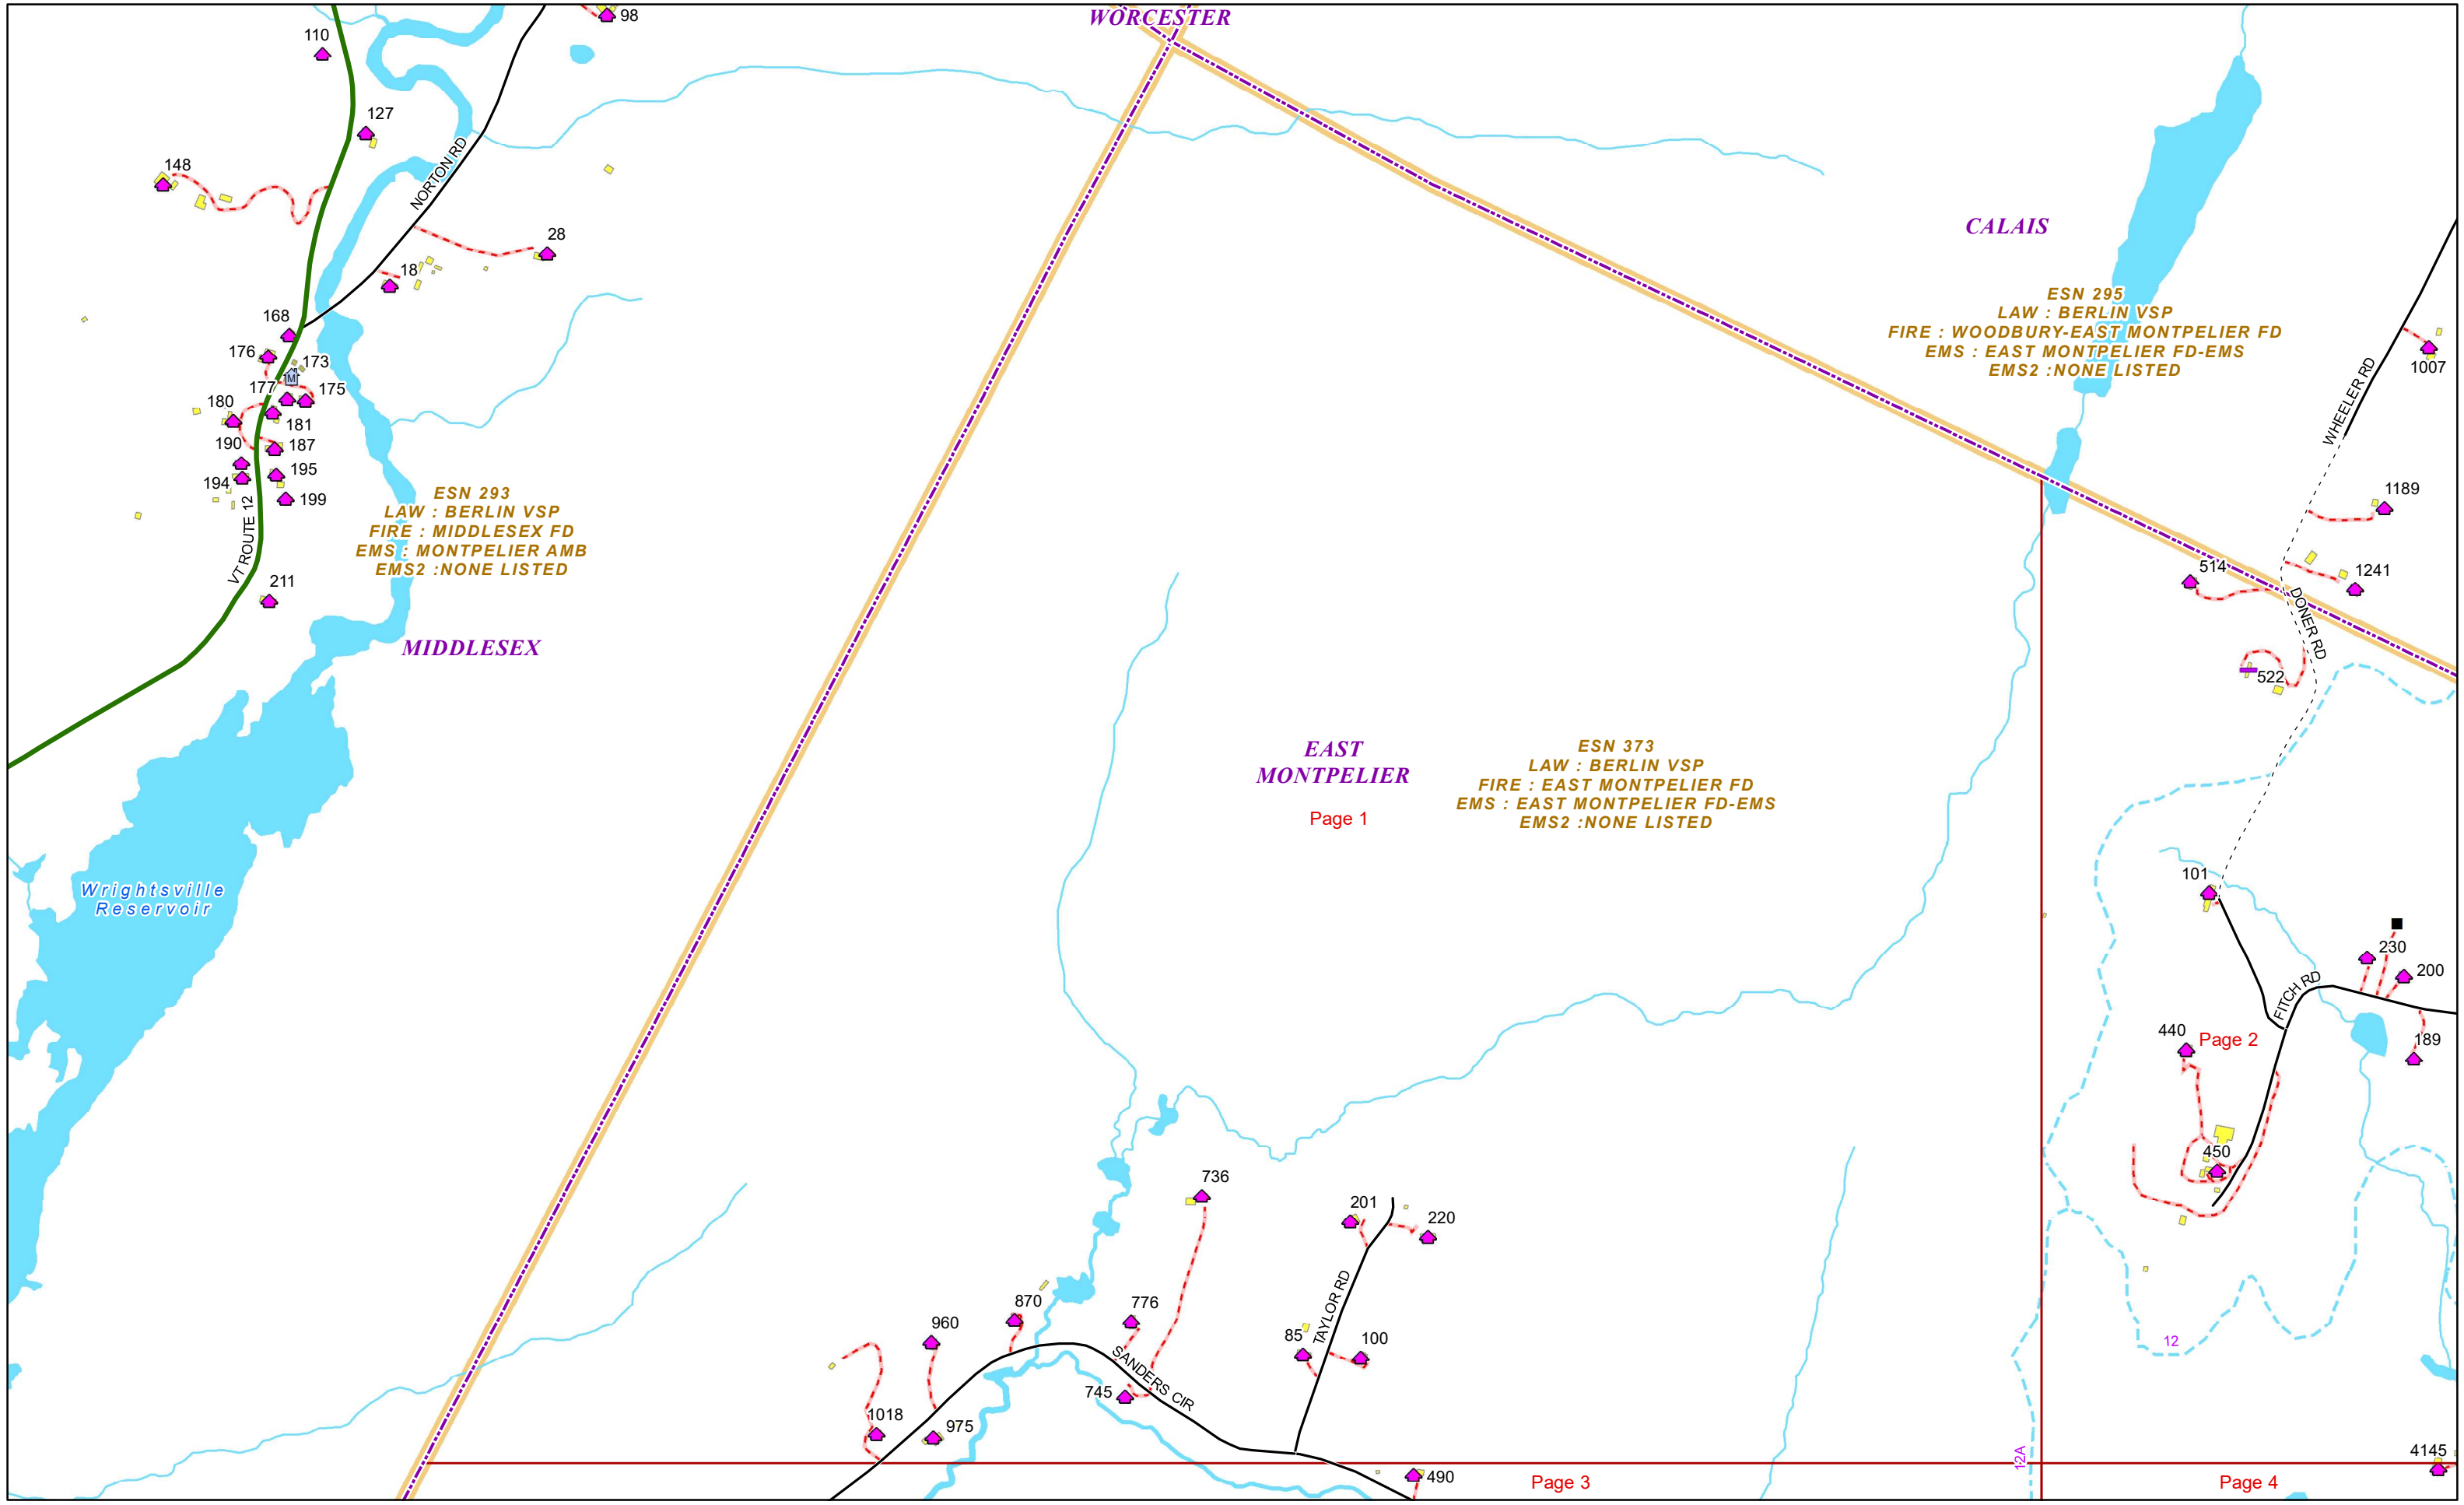 WORCESTER
98
110
127
NORTON RD
148
CALAIS
28
18
ESN 295
LAW : BERLIN VSP
FIRE : WOODBURY-EAST MONTPELIER FD
EMS : EAST MONTPELIER FD-EMS
EMS2 :NONE LISTED
168
176
173
M
177
175
180
181
190
187
194
195
199
VT ROUTE 12
WHEELER RD
1007
ESN 293
LAW : BERLIN VSP
FIRE : MIDDLESEX FD
EMS : MONTPELIER AMB
EMS2 :NONE LISTED
1189
211
514
1241
DONER RD
MIDDLESEX
522
EAST
MONTPELIER
Page 1
ESN 373
LAW : BERLIN VSP
FIRE : EAST MONTPELIER FD
EMS : EAST MONTPELIER FD-EMS
EMS2 :NONE LISTED
Wrightsville
Reservoir
101
230
200
FITCH RD
440
Page 2
189
450
736
201
220
TAYLOR RD
870
776
960
85
100
SANDERS CIR
745
12
1018
975
490
12A
4145
Page 3
Page 4